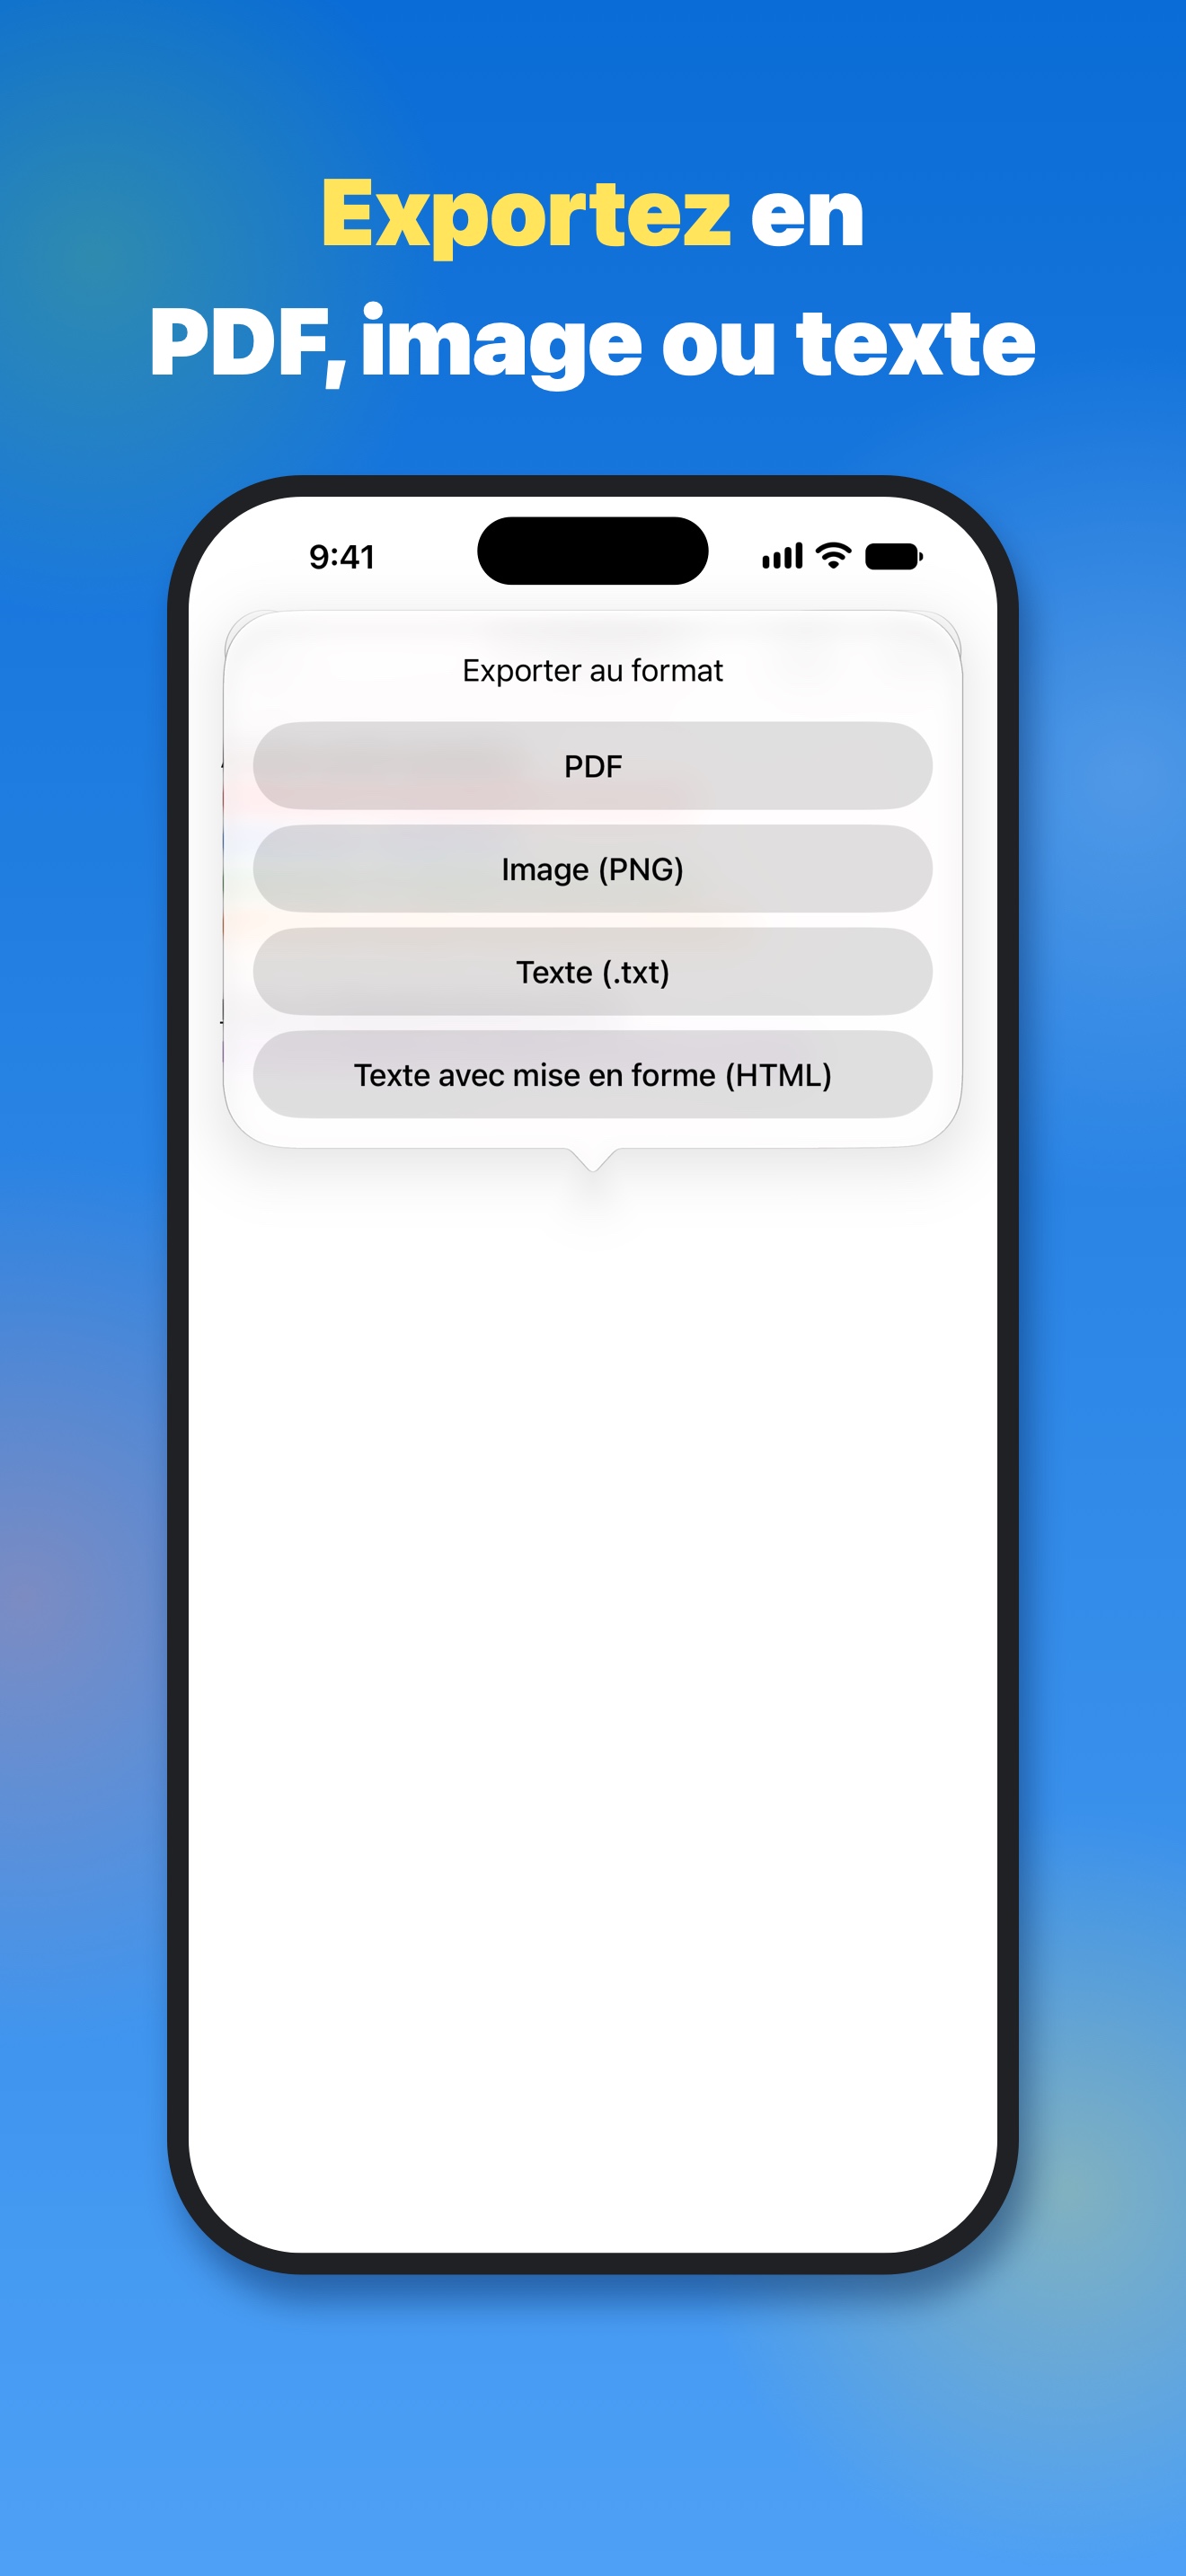 Exportez en
PDF, image ou texte
9:41
Exporter au format
PDF
Image (PNG)
Texte (.txt)
Texte avec mise en forme (HTML)